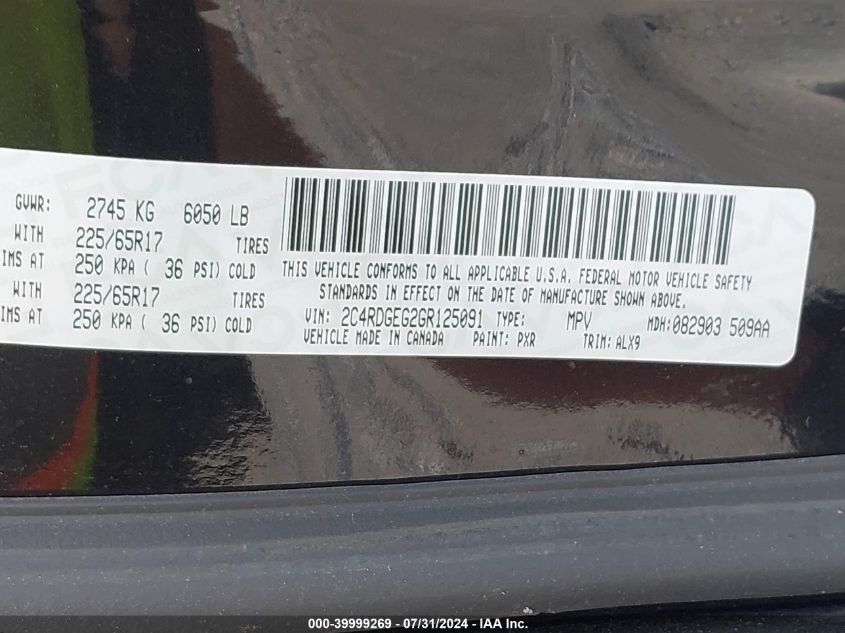 GVWR: 2745 KG 6050 LB
WITH 225/65R17 TIRES
IMS AT 250 KPA ( 36 PSI) COLD
WITH 225/65R17 TIRES
IMS AT 250 KPA ( 36 PSI) COLD
THIS VEHICLE CONFORMS TO ALL APPLICABLE U.S.A. FEDERAL MOTOR VEHICLE SAFETY
STANDARDS IN EFFECT ON THE DATE OF MANUFACTURE SHOWN ABOVE.
VIN: 2C4RDGEG2GR125091 TYPE: MPV MDH:082903 509AA
VEHICLE MADE IN CANADA PAINT: PXR TRIM: ALX9
000-39999269 - 07/31/2024 - IAA Inc.